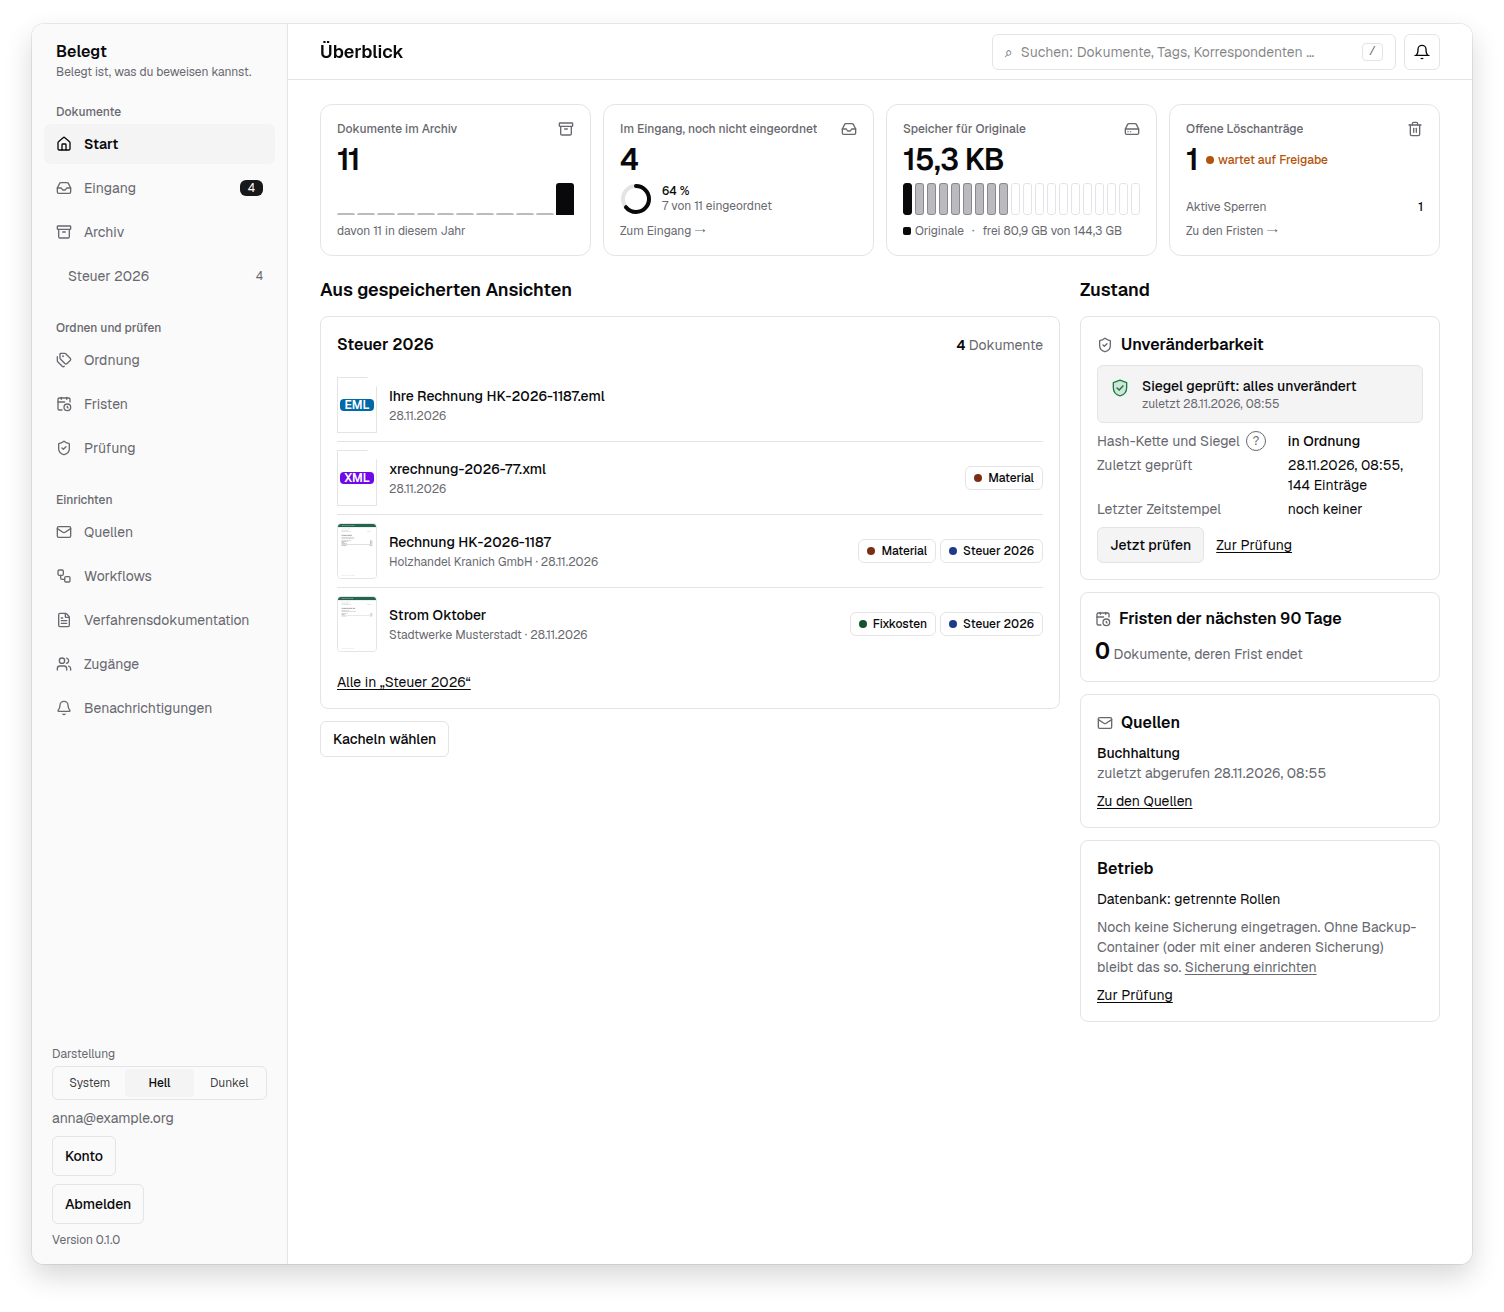 Belegt
Belegt ist, was du beweisen kannst.
Dokumente
Start
Eingang 4
Archiv
Steuer 2026 4
Ordnen und prüfen
Ordnung
Fristen
Prüfung
Einrichten
Quellen
Workflows
Verfahrensdokumentation
Zugänge
Benachrichtigungen
Darstellung
System Hell Dunkel
anna@example.org
Konto
Abmelden
Version 0.1.0
Überblick
Suchen: Dokumente, Tags, Korrespondenten ... /
Dokumente im Archiv
11
davon 11 in diesem Jahr
Im Eingang, noch nicht eingeordnet
4
64 %
7 von 11 eingeordnet
Zum Eingang →
Speicher für Originale
15,3 KB
Originale · frei 80,9 GB von 144,3 GB
Offene Löschanträge
1 wartet auf Freigabe
Aktive Sperren 1
Zu den Fristen →
Aus gespeicherten Ansichten
Steuer 2026 4 Dokumente
EML
Ihre Rechnung HK-2026-1187.eml
28.11.2026
XML
xrechnung-2026-77.xml
28.11.2026
Material
Rechnung HK-2026-1187
Holzhandel Kranich GmbH · 28.11.2026
Material Steuer 2026
Strom Oktober
Stadtwerke Musterstadt · 28.11.2026
Fixkosten Steuer 2026
Alle in „Steuer 2026“
Kacheln wählen
Zustand
Unveränderbarkeit
Siegel geprüft: alles unverändert
zuletzt 28.11.2026, 08:55
Hash-Kette und Siegel ? in Ordnung
Zuletzt geprüft 28.11.2026, 08:55,
144 Einträge
Letzter Zeitstempel noch keiner
Jetzt prüfen Zur Prüfung
Fristen der nächsten 90 Tage
0 Dokumente, deren Frist endet
Quellen
Buchhaltung
zuletzt abgerufen 28.11.2026, 08:55
Zu den Quellen
Betrieb
Datenbank: getrennte Rollen
Noch keine Sicherung eingetragen. Ohne Backup-
Container (oder mit einer anderen Sicherung)
bleibt das so. Sicherung einrichten
Zur Prüfung